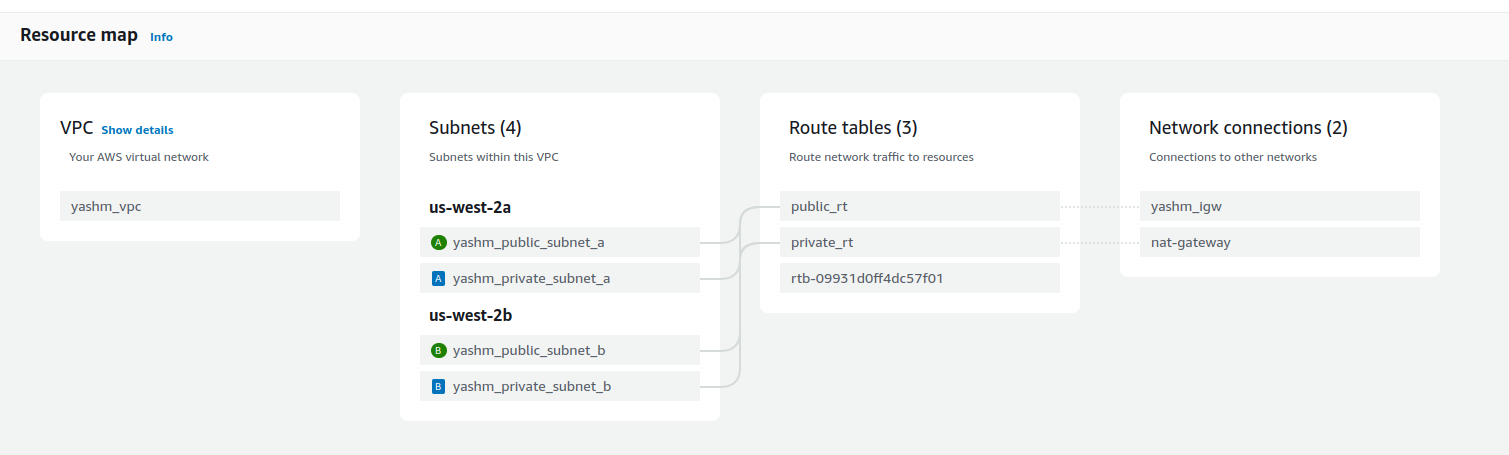 Resource map Info
VPC Show details
Your AWS virtual network
yashm_vpc
Subnets (4)
Subnets within this VPC
us-west-2a
A yashm_public_subnet_a
A yashm_private_subnet_a
us-west-2b
B yashm_public_subnet_b
B yashm_private_subnet_b
Route tables (3)
Route network traffic to resources
public_rt
private_rt
rtb-09931d0ff4dc57f01
Network connections (2)
Connections to other networks
yashm_igw
nat-gateway